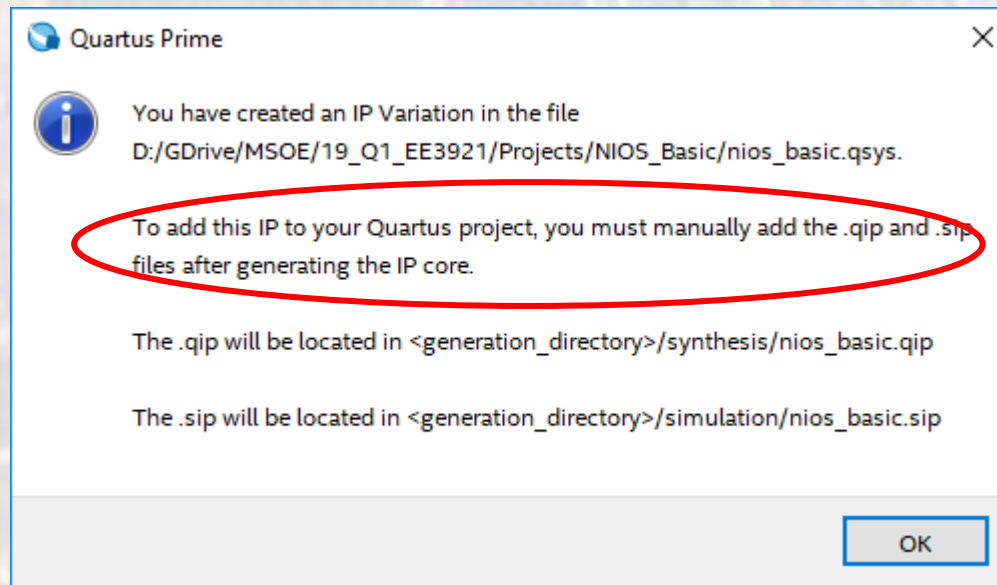 Quartus Prime
You have created an IP Variation in the file
D:/GDrive/MSOE/19_Q1_EE3921/Projects/NIOS_Basic/nios_basic.qsys.
To add this IP to your Quartus project, you must manually add the .qip and .sip
files after generating the IP core.
The .qip will be located in <generation_directory>/synthesis/nios_basic.qip
The .sip will be located in <generation_directory>/simulation/nios_basic.sip
OK